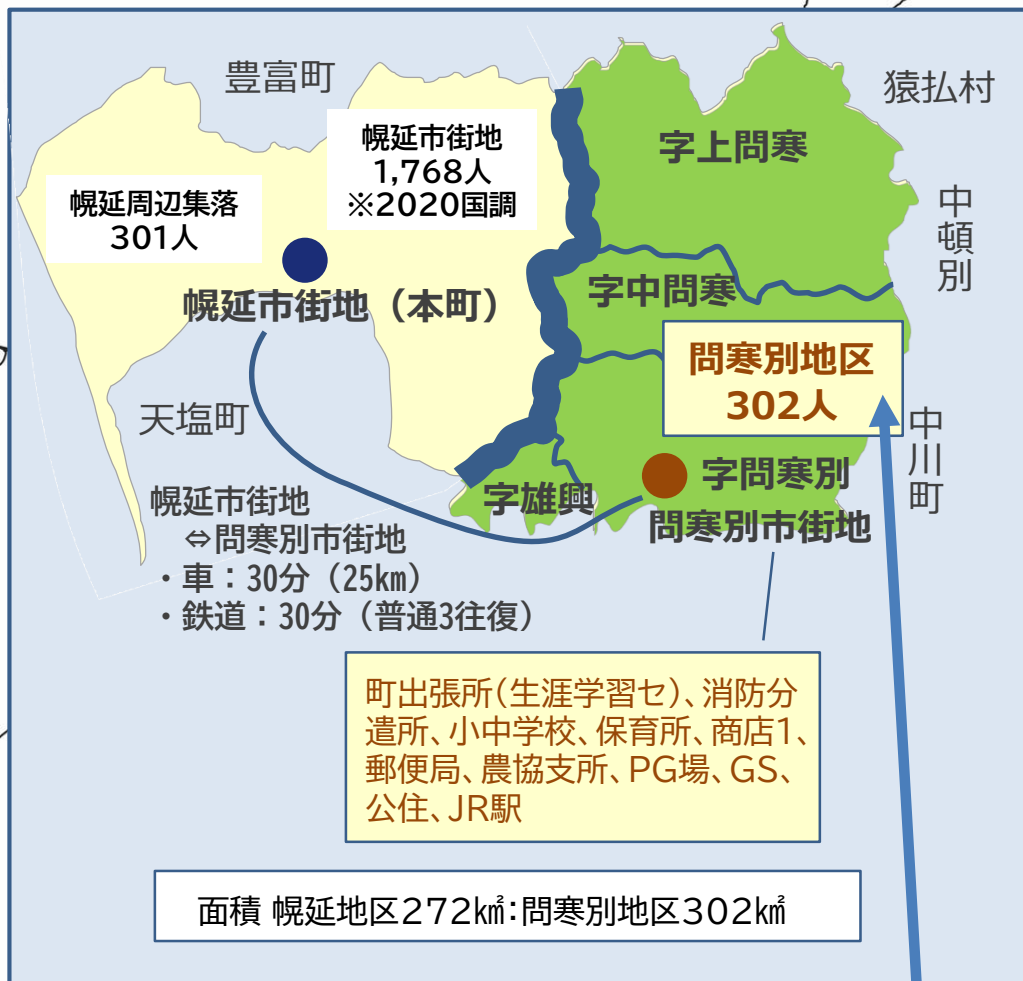 豊富町
猿払村
幌延市街地
1,768人
※2020国調
字上問寒
幌延周辺集落
301人
中頓別
字中問寒
幌延市街地（本町）
問寒別地区
302人
天塩町
中川町
字問寒別
字雄興
問寒別市街地
幌延市街地
⇔問寒別市街地
・車：30分（25km）
・鉄道：30分（普通3往復）
町出張所(生涯学習セ)、消防分
遣所、小中学校、保育所、商店1、
郵便局、農協支所、PG場、GS、
公住、JR駅
面積 幌延地区272㎢:問寒別地区302㎢